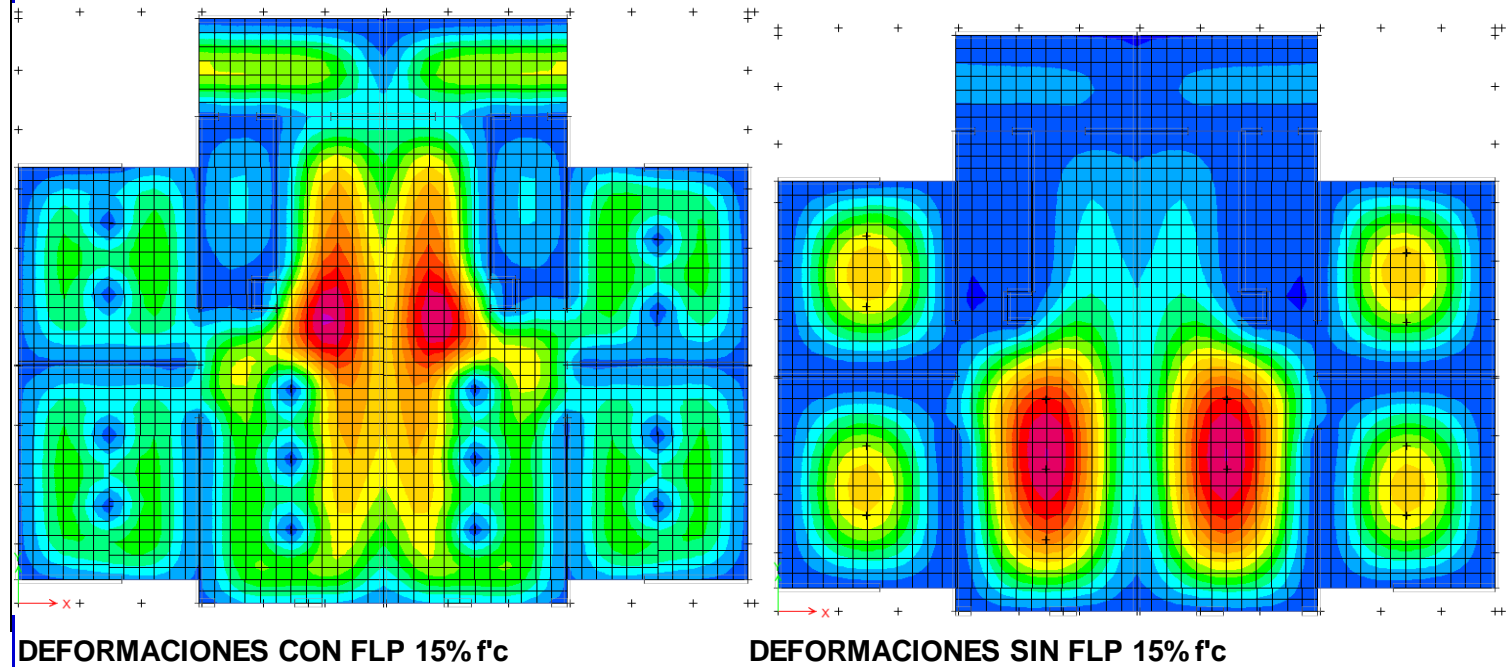 X
Y
X
Y
DEFORMACIONES CON FLP 15% f'c
DEFORMACIONES SIN FLP 15% f'c